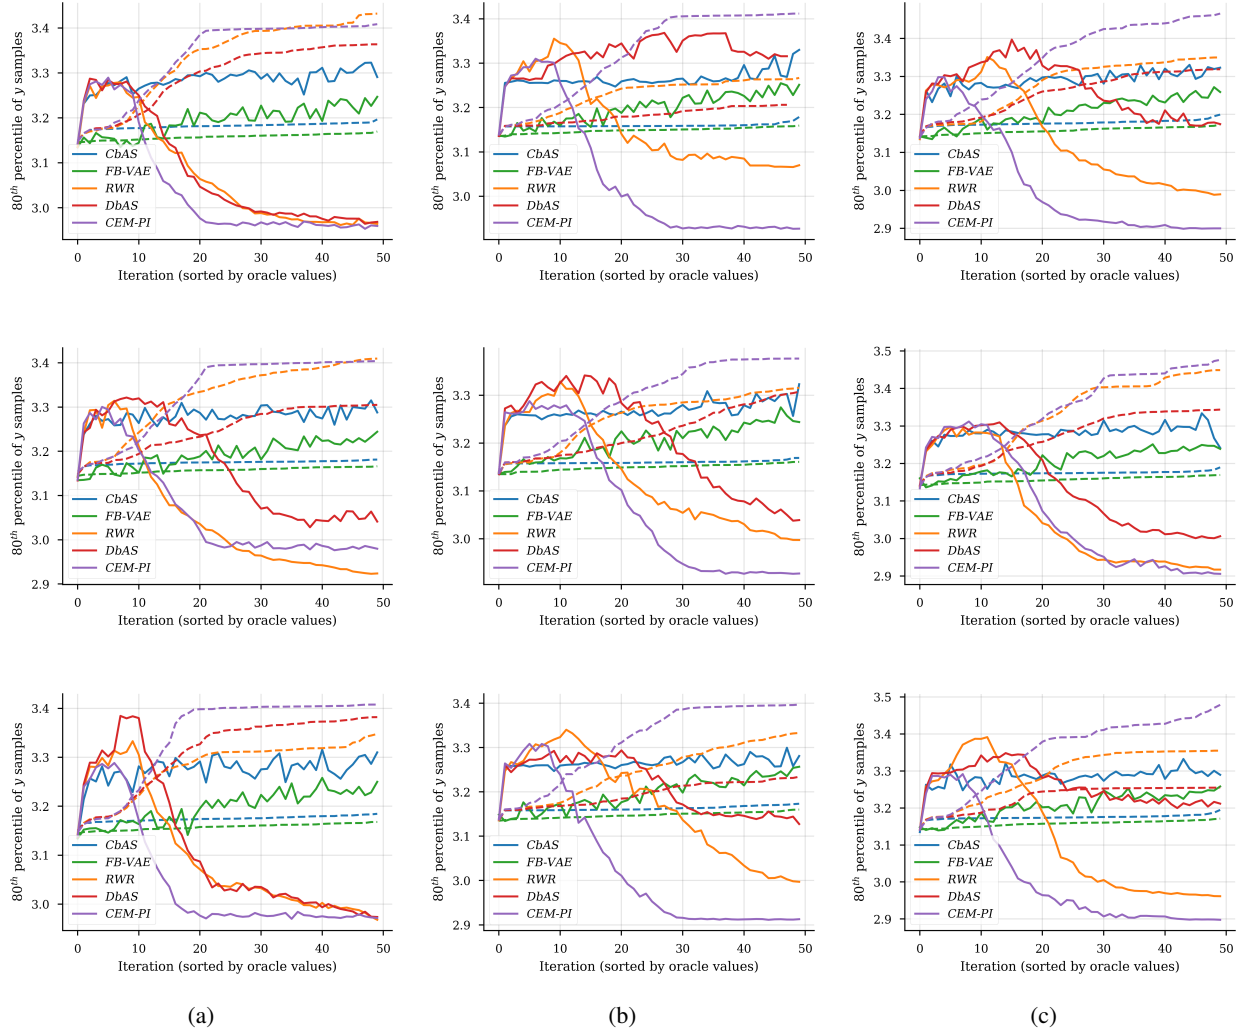 80th percentile of y samples
3.4
3.3
3.2
3.1
3.0
CbAS
FB-VAE
RWR
DbAS
CEM-PI
0 10 20 30 40 50
Iteration (sorted by oracle values)
80th percentile of y samples
3.4
3.3
3.2
3.1
3.0
CbAS
FB-VAE
RWR
DbAS
CEM-PI
0 10 20 30 40 50
Iteration (sorted by oracle values)
80th percentile of y samples
3.4
3.3
3.2
3.1
3.0
2.9
CbAS
FB-VAE
RWR
DbAS
CEM-PI
0 10 20 30 40 50
Iteration (sorted by oracle values)
80th percentile of y samples
3.4
3.3
3.2
3.1
3.0
2.9
CbAS
FB-VAE
RWR
DbAS
CEM-PI
0 10 20 30 40 50
Iteration (sorted by oracle values)
80th percentile of y samples
3.3
3.2
3.1
3.0
CbAS
FB-VAE
RWR
DbAS
CEM-PI
0 10 20 30 40 50
Iteration (sorted by oracle values)
80th percentile of y samples
3.5
3.4
3.3
3.2
3.1
3.0
2.9
CbAS
FB-VAE
RWR
DbAS
CEM-PI
0 10 20 30 40 50
Iteration (sorted by oracle values)
80th percentile of y samples
3.4
3.3
3.2
3.1
3.0
CbAS
FB-VAE
RWR
DbAS
CEM-PI
0 10 20 30 40 50
Iteration (sorted by oracle values)
80th percentile of y samples
3.4
3.3
3.2
3.1
3.0
2.9
CbAS
FB-VAE
RWR
DbAS
CEM-PI
0 10 20 30 40 50
Iteration (sorted by oracle values)
80th percentile of y samples
3.5
3.4
3.3
3.2
3.1
3.0
2.9
CbAS
FB-VAE
RWR
DbAS
CEM-PI
0 10 20 30 40 50
Iteration (sorted by oracle values)
(a) (b) (c)